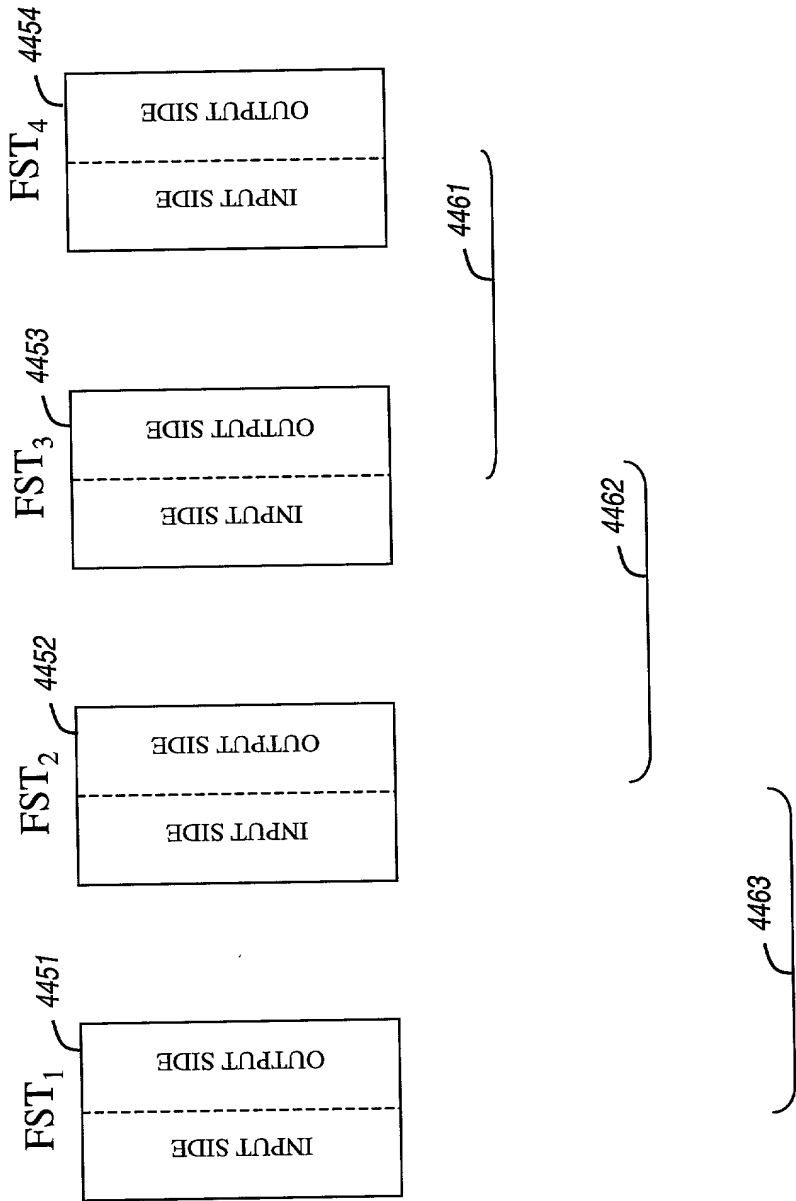 FST1
4451
INPUT SIDE
OUTPUT SIDE
FST2
4452
INPUT SIDE
OUTPUT SIDE
FST3
4453
INPUT SIDE
OUTPUT SIDE
FST4
4454
INPUT SIDE
OUTPUT SIDE
4461
4462
4463